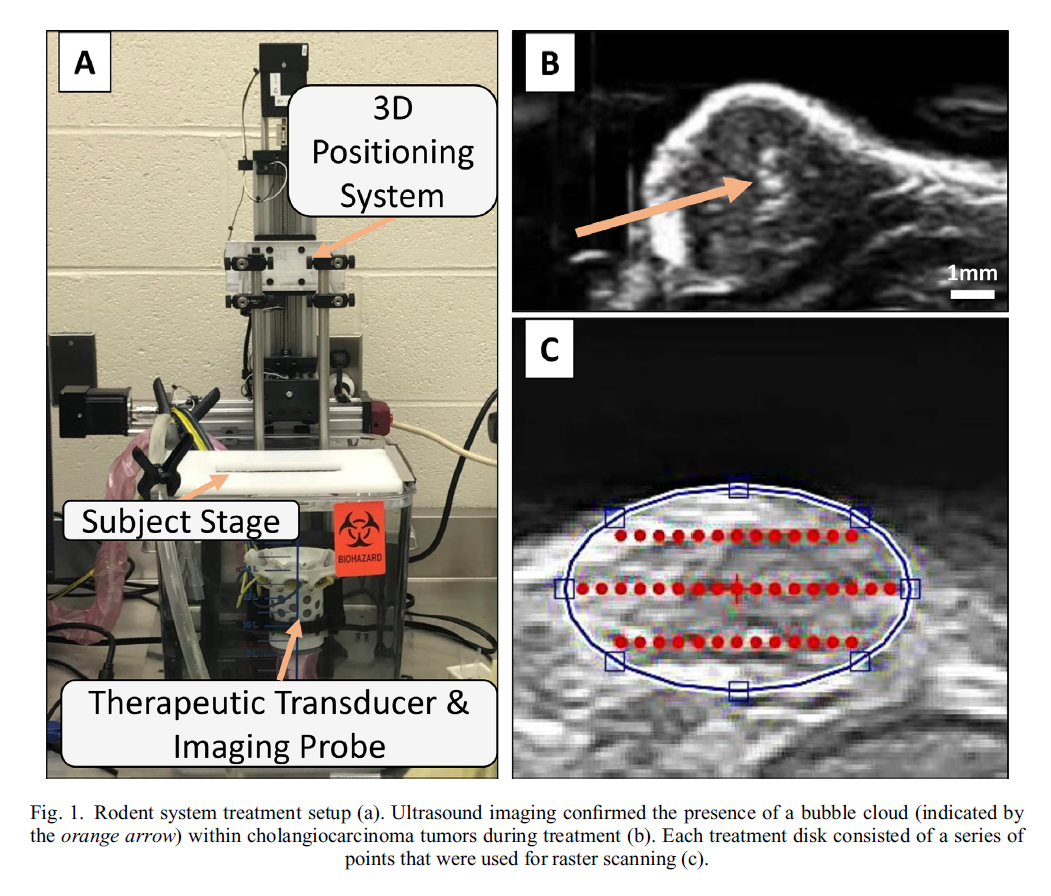 A
3D
Positioning
System
Subject Stage
BIOHAZARD
Therapeutic Transducer &
Imaging Probe
B
1mm
C
Fig. 1. Rodent system treatment setup (a). Ultrasound imaging confirmed the presence of a bubble cloud (indicated by
the orange arrow) within cholangiocarcinoma tumors during treatment (b). Each treatment disk consisted of a series of
points that were used for raster scanning (c).